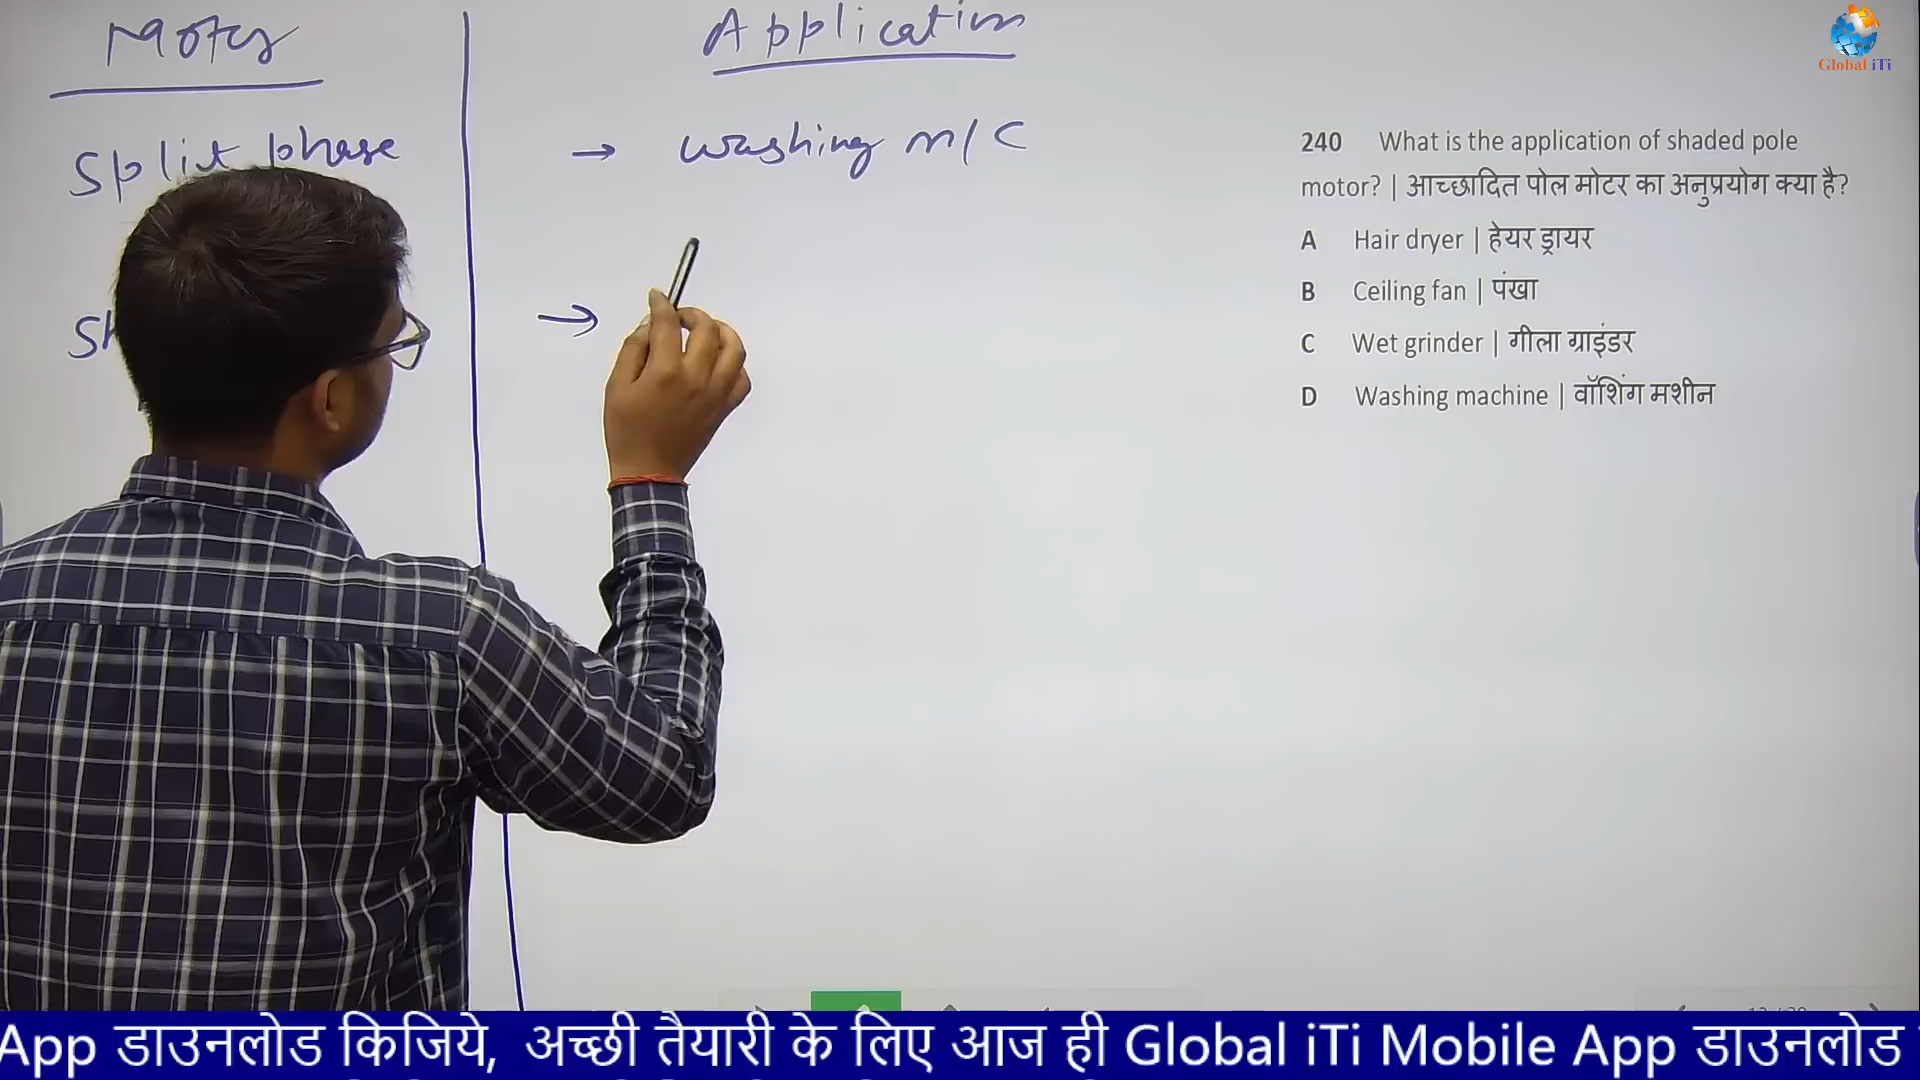 Motor
Application
Split phase
→ washing m/c
Sh
→
Global iTi
240 What is the application of shaded pole
motor? | आच्छादित पोल मोटर का अनुप्रयोग क्या है?
A Hair dryer | हेयर ड्रायर
B Ceiling fan | पंखा
C Wet grinder | गीला ग्राइंडर
D Washing machine | वॉशिंग मशीन
App डाउनलोड किजिये, अच्छी तैयारी के लिए आज ही Global iTi Mobile App डाउनलोड